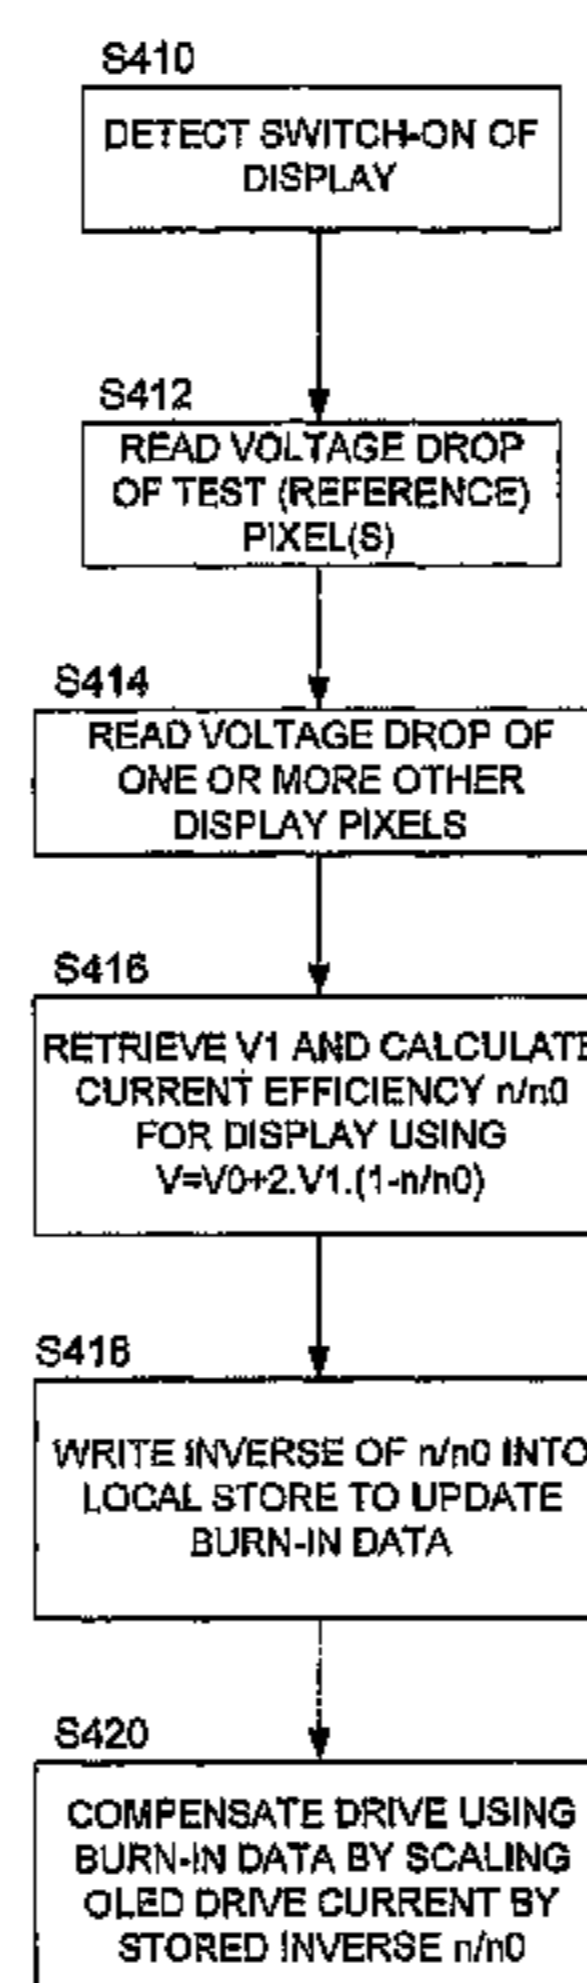 S410
DETECT SWITCH-ON OF
DISPLAY
S412
READ VOLTAGE DROP
OF TEST (REFERENCE)
PIXEL(S)
S414
READ VOLTAGE DROP OF
ONE OR MORE OTHER
DISPLAY PIXELS
S416
RETRIEVE V1 AND CALCULATE
CURRENT EFFICIENCY n/n0
FOR DISPLAY USING
V=V0+2.V1.(1-n/n0)
S418
WRITE INVERSE OF n/n0 INTO
LOCAL STORE TO UPDATE
BURN-IN DATA
S420
COMPENSATE DRIVE USING
BURN-IN DATA BY SCALING
OLED DRIVE CURRENT BY
STORED INVERSE n/n0